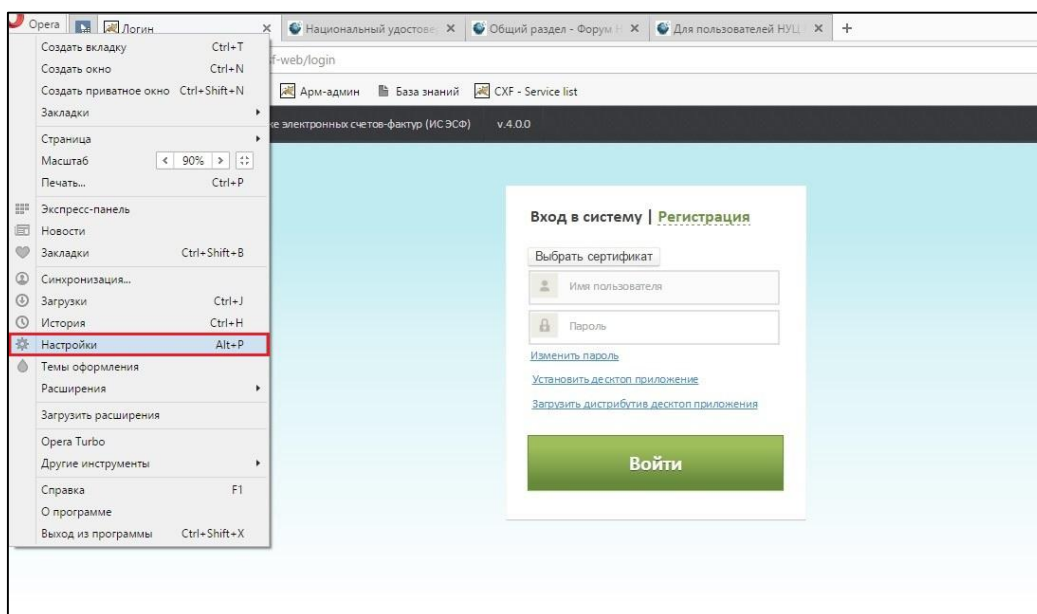 Opera
Логин
Национальный удостове
Общий раздел - Форум Н
Для пользователей НУЦ
f-web/login
Арм-админ
База знаний
CXF - Service list
ке электронных счетов-фактур (ИС ЭСФ) v.4.0.0
Создать вкладку Ctrl+T
Создать окно Ctrl+N
Создать приватное окно Ctrl+Shift+N
Закладки
Страница
Масштаб 90%
Печать... Ctrl+P
Экспресс-панель
Новости
Закладки Ctrl+Shift+B
Синхронизация...
Загрузки Ctrl+J
История Ctrl+H
Настройки Alt+P
Темы оформления
Расширения
Загрузить расширения
Opera Turbo
Другие инструменты
Справка F1
О программе
Выход из программы Ctrl+Shift+X
Вход в систему | Регистрация
Выбрать сертификат
Имя пользователя
Пароль
Изменить пароль
Установить десктоп приложение
Загрузить дистрибутив десктоп приложения
Войти